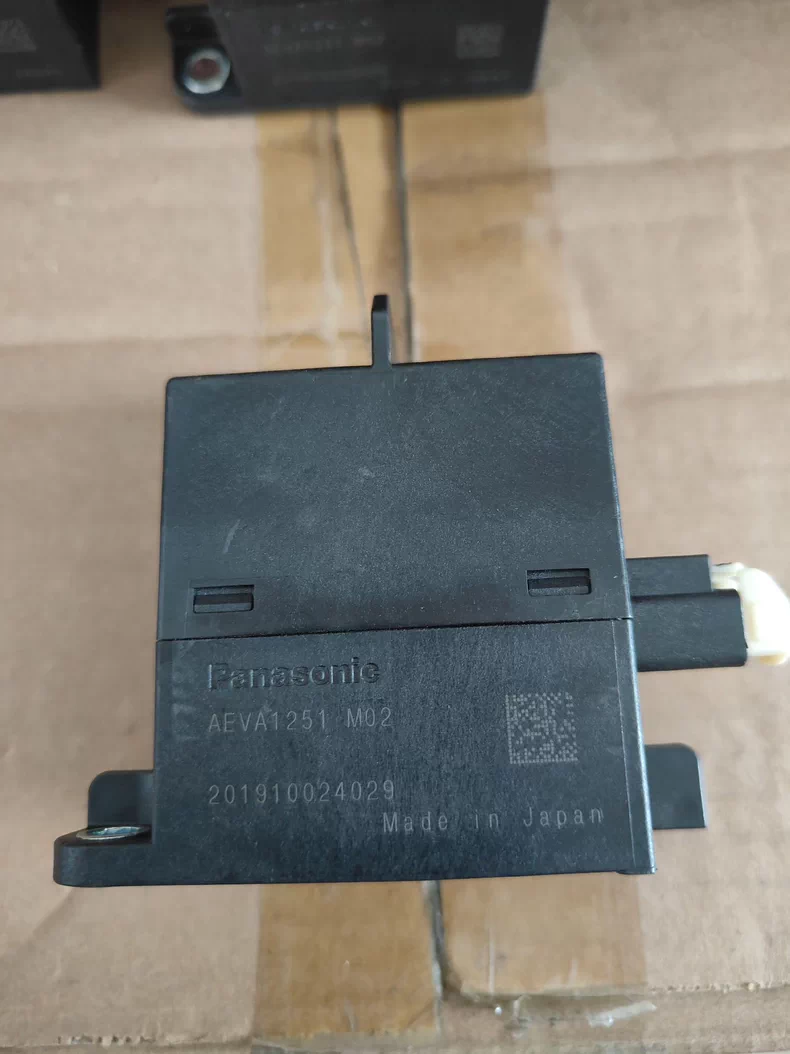 Panasonic
AEVA1251 M02
201910024029
Made in Japan